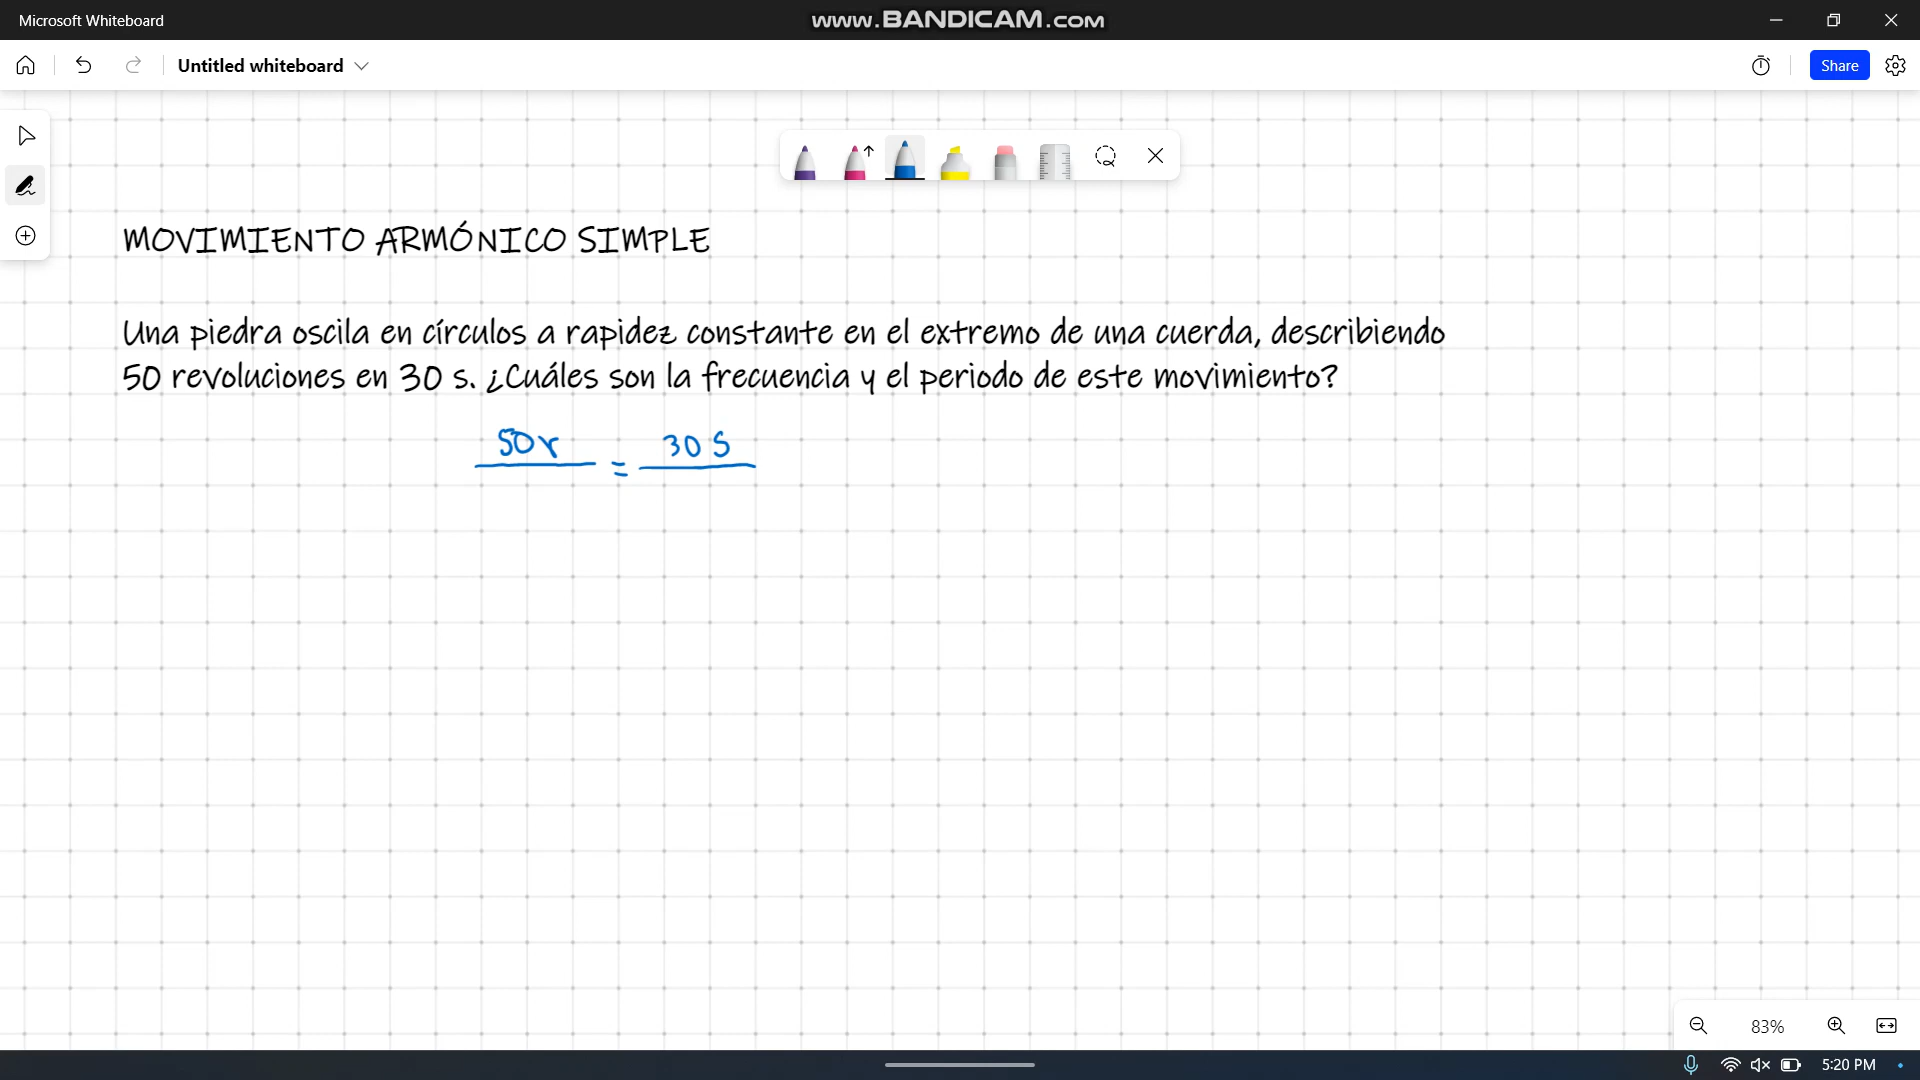 Microsoft Whiteboard
www.BANDICAM.com
Untitled whiteboard
Share
MOVIMIENTO ARMÓNICO SIMPLE
Una piedra oscila en círculos a rapidez constante en el extremo de una cuerda, describiendo
50 revoluciones en 30 s. ¿Cuáles son la frecuencia y el periodo de este movimiento?
50 r = 30 S
83%
5:20 PM